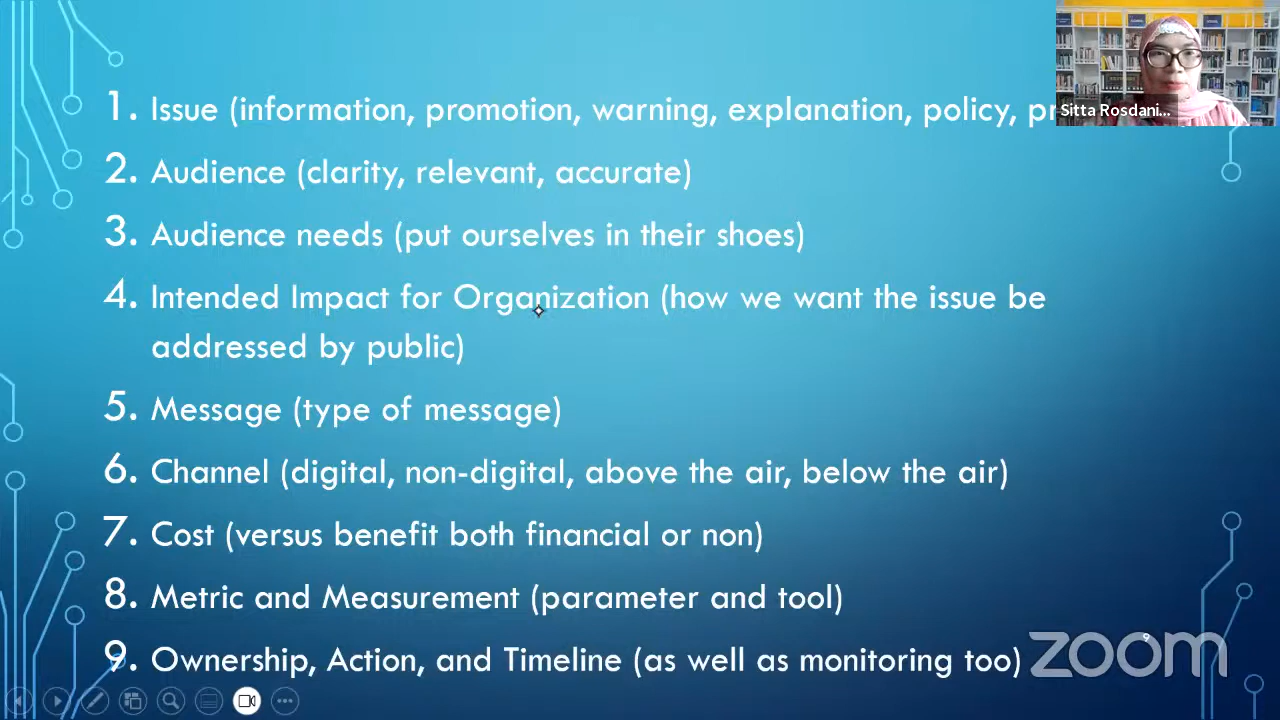 1. Issue (information, promotion, warning, explanation, policy,
Sitta Rosdani...
2. Audience (clarity, relevant, accurate)
3. Audience needs (put ourselves in their shoes)
4. Intended Impact for Organization (how we want the issue be
addressed by public)
5. Message (type of message)
6. Channel (digital, non-digital, above the air, below the air)
7. Cost (versus benefit both financial or non)
8. Metric and Measurement (parameter and tool)
9. Ownership, Action, and Timeline (as well as monitoring too)
9
zoom